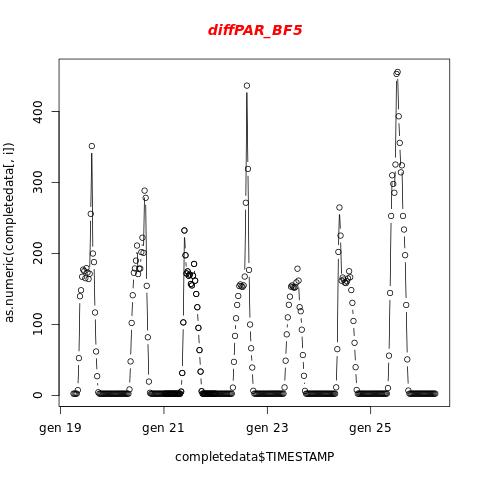 diffPAR_BF5
as.numeric(completedata[, i])
400
300
200
100
0
gen 19
gen 21
gen 23
gen 25
completedata$TIMESTAMP